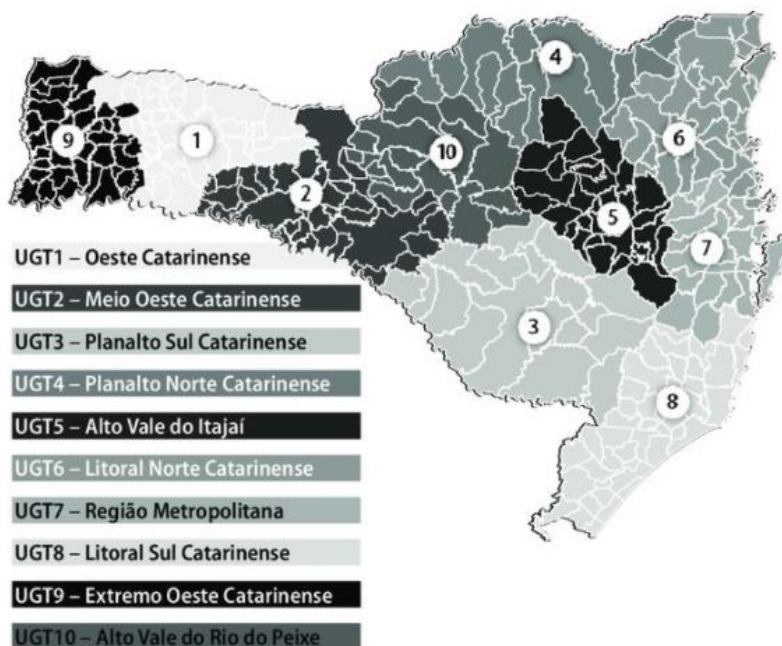 4
9
1
6
10
2
5
7
3
8
UGT1 – Oeste Catarinense
UGT2 – Meio Oeste Catarinense
UGT3 – Planalto Sul Catarinense
UGT4 – Planalto Norte Catarinense
UGT5 – Alto Vale do Itajaí
UGT6 – Litoral Norte Catarinense
UGT7 – Região Metropolitana
UGT8 – Litoral Sul Catarinense
UGT9 – Extremo Oeste Catarinense
UGT10 – Alto Vale do Rio do Peixe